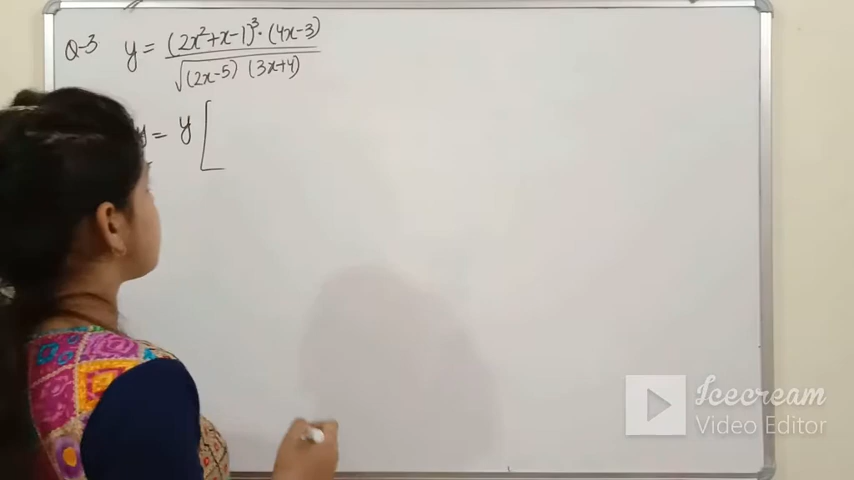 Q-3 y = (2x²+x-1)³·(4x-3)
√(2x-5) (3x+4)
y = y [
Icecream
Video Editor